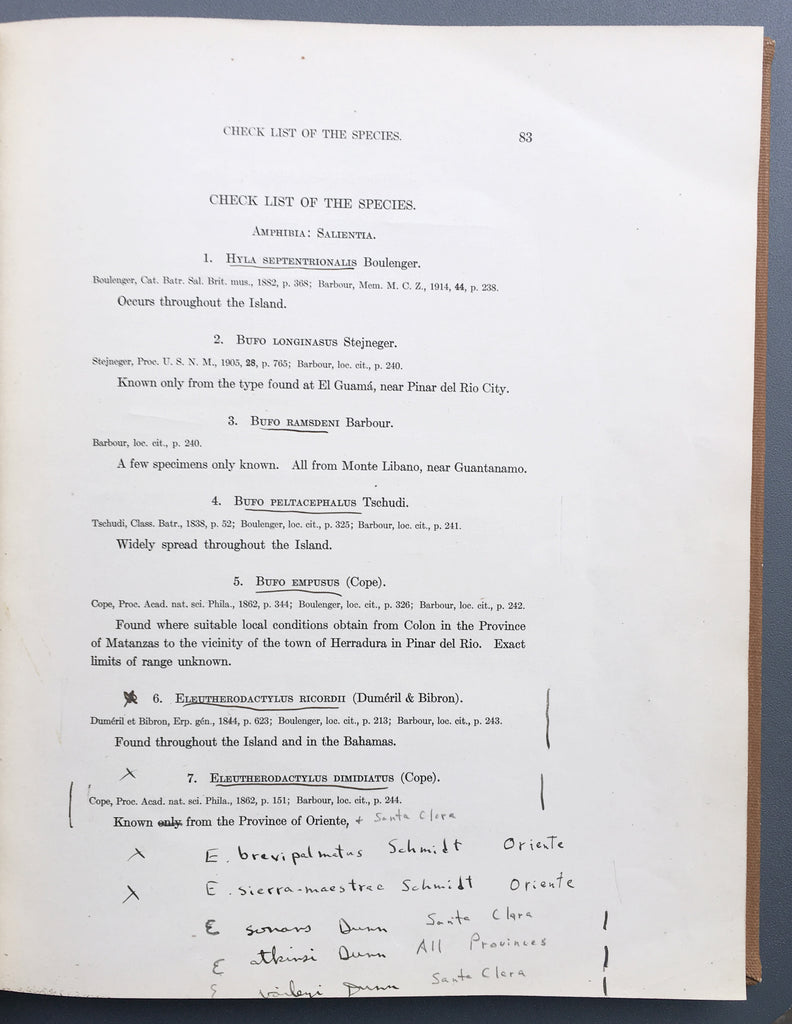 CHECK LIST OF THE SPECIES. 83
CHECK LIST OF THE SPECIES.
AMPHIBIA: SALIENTIA.
1. HYLA SEPTENTRIONALIS Boulenger.
Boulenger, Cat. Batr. Sal. Brit. mus., 1882, p. 368; Barbour, Mem. M. C. Z., 1914, 44, p. 238.
Occurs throughout the Island.
2. BUFO LONGINASUS Stejneger.
Stejneger, Proc. U. S. N. M., 1905, 28, p. 765; Barbour, loc. cit., p. 240.
Known only from the type found at El Guamá, near Pinar del Rio City.
3. BUFO RAMSDENI Barbour.
Barbour, loc. cit., p. 240.
A few specimens only known. All from Monte Libano, near Guantanamo.
4. BUFO PELTACEPHALUS Tschudi.
Tschudi, Class. Batr., 1838, p. 52; Boulenger, loc. cit., p. 325; Barbour, loc. cit., p. 241.
Widely spread throughout the Island.
5. BUFO EMPUSUS (Cope).
Cope, Proc. Acad. nat. sci. Phila., 1862, p. 344; Boulenger, loc. cit., p. 326; Barbour, loc. cit., p. 242.
Found where suitable local conditions obtain from Colon in the Province
of Matanzas to the vicinity of the town of Herradura in Pinar del Rio. Exact
limits of range unknown.
6. ELEUTHERODACTYLUS RICORDII (Duméril & Bibron).
Duméril et Bibron, Erp. gén., 1844, p. 623; Boulenger, loc. cit., p. 213; Barbour, loc. cit., p. 243.
Found throughout the Island and in the Bahamas.
X
7. ELEUTHERODACTYLUS DIMIDIATUS (Cope).
Cope, Proc. Acad. nat. sci. Phila., 1862, p. 151; Barbour, loc. cit., p. 244.
Known only from the Province of Oriente, + Santa Clara
X E. brevipalmatus Schmidt Oriente
X E. sierra-maestrae Schmidt Oriente
E sonans Dunn Santa Clara
E atkinsi Dunn All Provinces
E varleyi Dunn Santa Clara